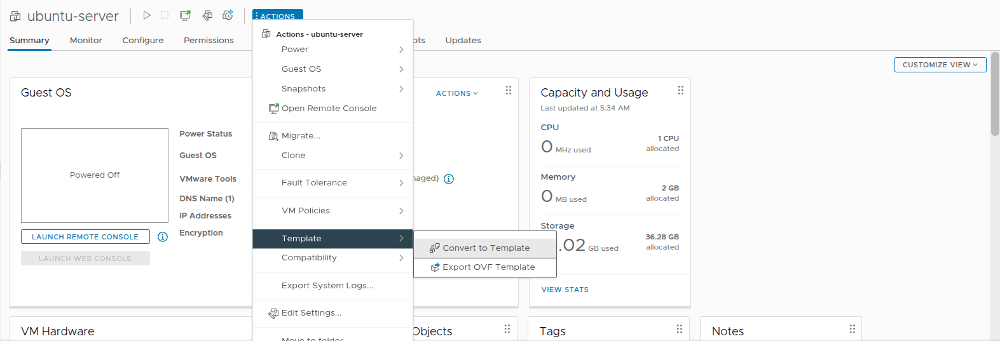 ubuntu-server
ACTIONS
Summary Monitor Configure Permissions ots Updates
CUSTOMIZE VIEW
Actions - ubuntu-server
Power
Guest OS
Snapshots
Open Remote Console
Migrate...
Clone
Fault Tolerance
VM Policies
Template
Compatibility
Export System Logs...
Edit Settings...
Move to folder
Convert to Template
Export OVF Template
Guest OS
ACTIONS
Powered Off
Power Status
Guest OS
VMware Tools
naged)
DNS Name (1)
IP Addresses
Encryption
LAUNCH REMOTE CONSOLE
LAUNCH WEB CONSOLE
Capacity and Usage
Last updated at 5:34 AM
CPU
0 MHz used
1 CPU
allocated
Memory
0 MB used
2 GB
allocated
Storage
.02 GB used
36.28 GB
allocated
VIEW STATS
VM Hardware
Objects
Tags
Notes